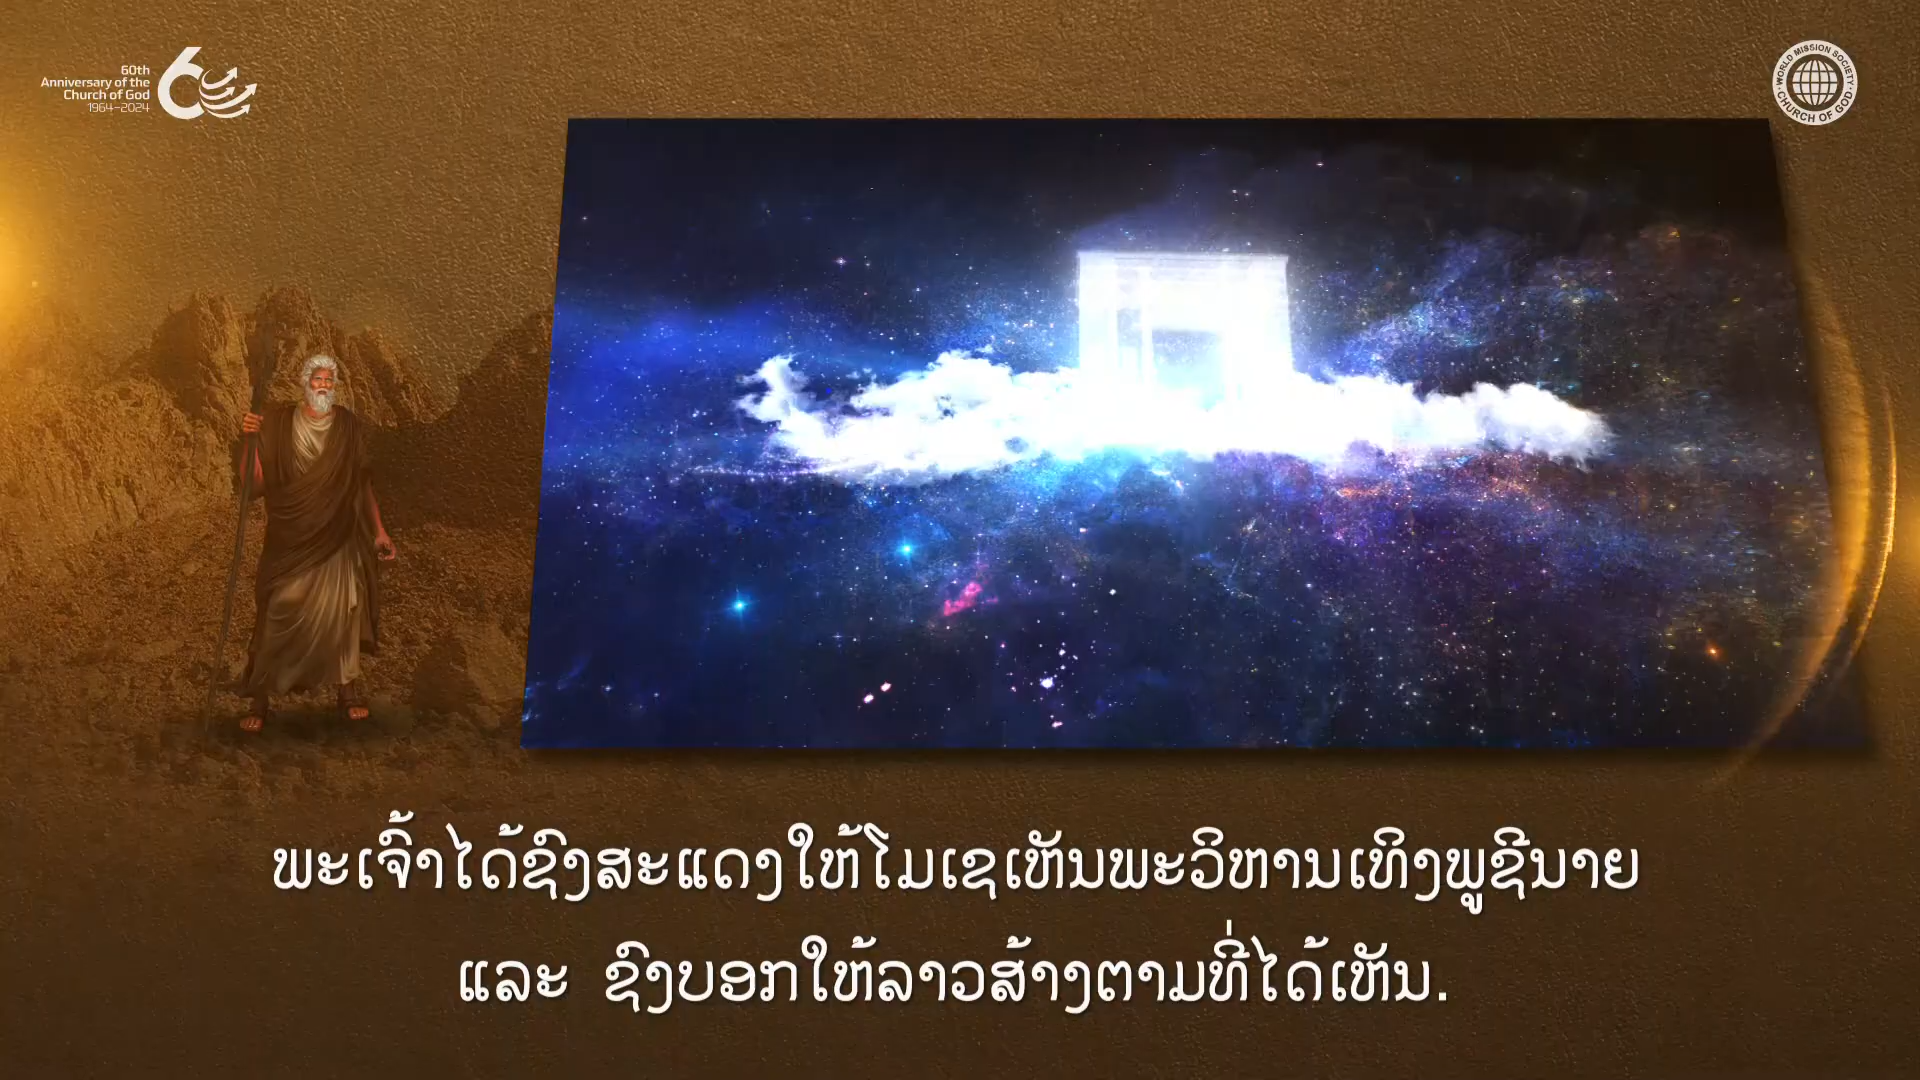 60th
Anniversary of the
Church of God
1964–2024
WORLD MISSION SOCIETY
CHURCH OF GOD
ພະເຈົ້າໄດ້ຊົງສະແດງໃຫ້ໂມເຊເຫັນພະວິຫານເທິງພູຊີນາຍ
ແລະ ຊົງບອກໃຫ້ລາວສ້າງຕາມທີ່ໄດ້ເຫັນ.